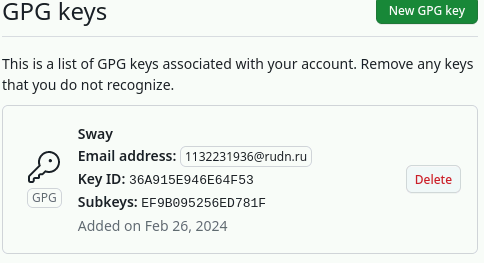 GPG keys
New GPG key
This is a list of GPG keys associated with your account. Remove any keys
that you do not recognize.
Sway
Email address: 1132231936@rudn.ru
Key ID: 36A915E946E64F53
Subkeys: EF9B095256ED781F
Added on Feb 26, 2024
GPG
Delete